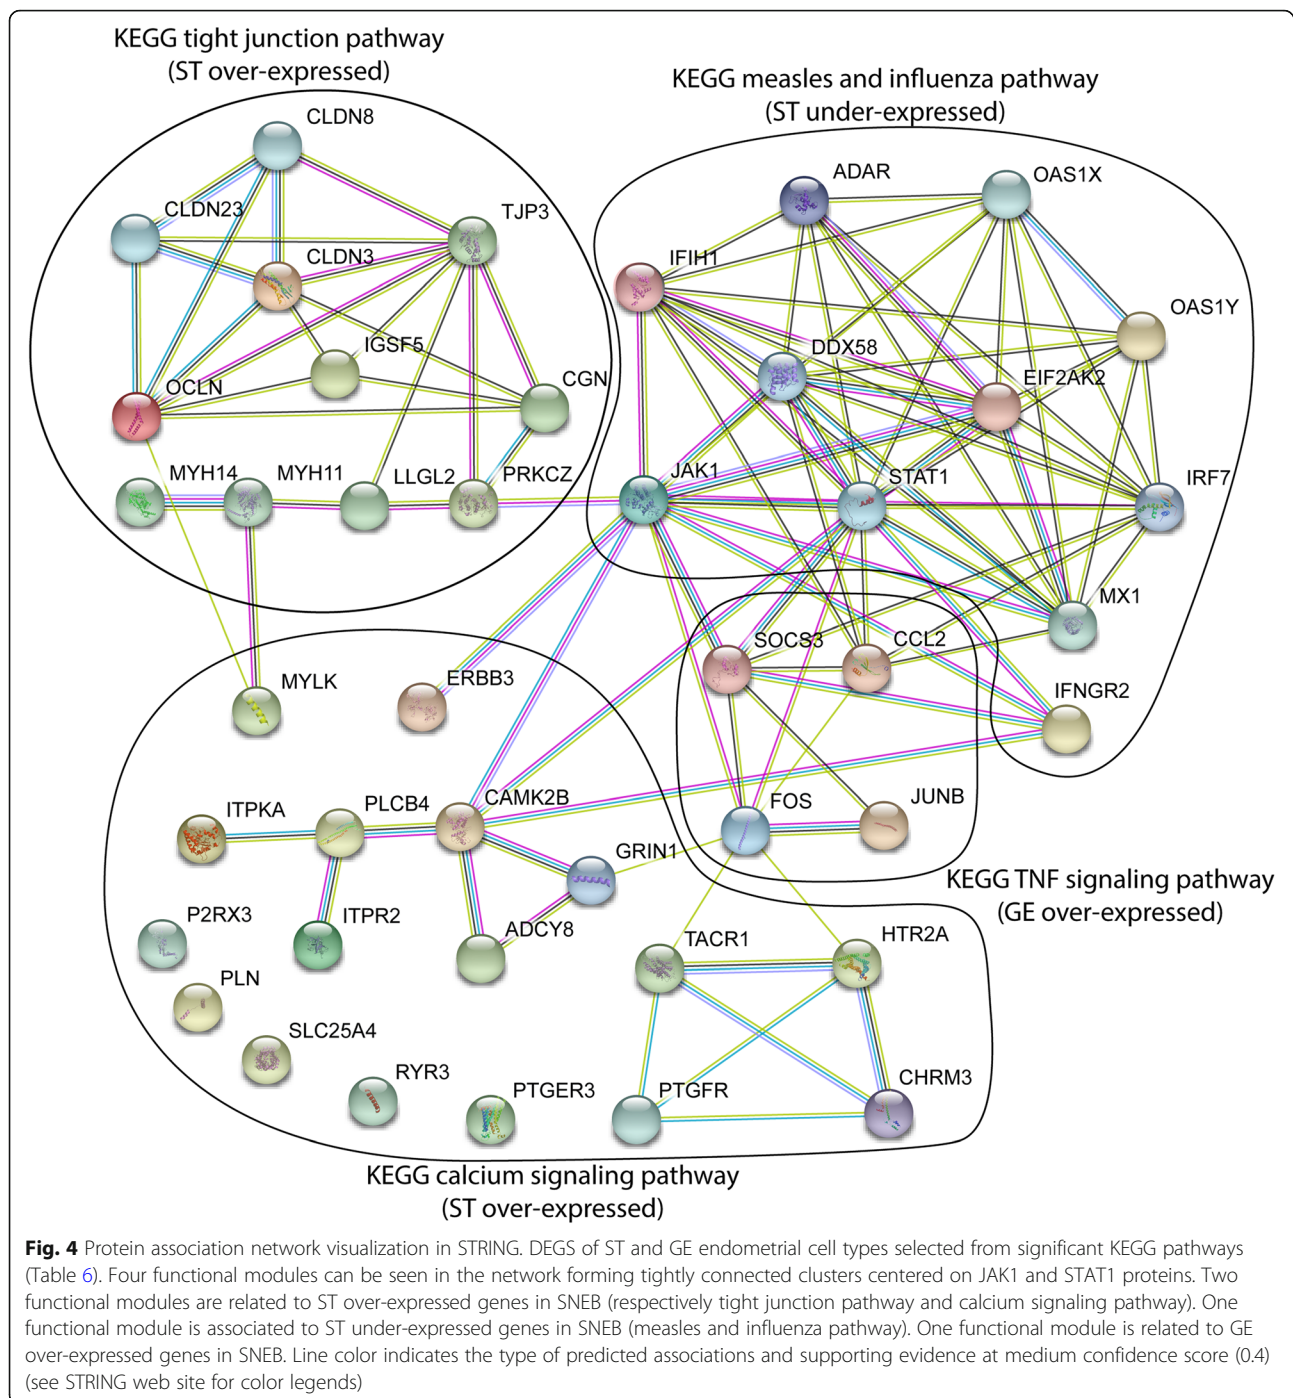 KEGG tight junction pathway
(ST over-expressed)
KEGG measles and influenza pathway
(ST under-expressed)
CLDN8
ADAR
OAS1X
CLDN23
TJP3
CLDN3
IFIH1
OAS1Y
IGSF5
DDX58
EIF2AK2
OCLN
CGN
MYH14
MYH11
LLGL2
PRKCZ
JAK1
STAT1
IRF7
MX1
SOCS3
CCL2
MYLK
ERBB3
IFNGR2
ITPKA
PLCB4
CAMK2B
FOS
JUNB
GRIN1
KEGG TNF signaling pathway
(GE over-expressed)
P2RX3
ITPR2
ADCY8
TACR1
HTR2A
PLN
SLC25A4
RYR3
PTGER3
PTGFR
CHRM3
KEGG calcium signaling pathway
(ST over-expressed)
Fig. 4 Protein association network visualization in STRING. DEGS of ST and GE endometrial cell types selected from significant KEGG pathways
(Table 6). Four functional modules can be seen in the network forming tightly connected clusters centered on JAK1 and STAT1 proteins. Two
functional modules are related to ST over-expressed genes in SNEB (respectively tight junction pathway and calcium signaling pathway). One
functional module is associated to ST under-expressed genes in SNEB (measles and influenza pathway). One functional module is related to GE
over-expressed genes in SNEB. Line color indicates the type of predicted associations and supporting evidence at medium confidence score (0.4)
(see STRING web site for color legends)